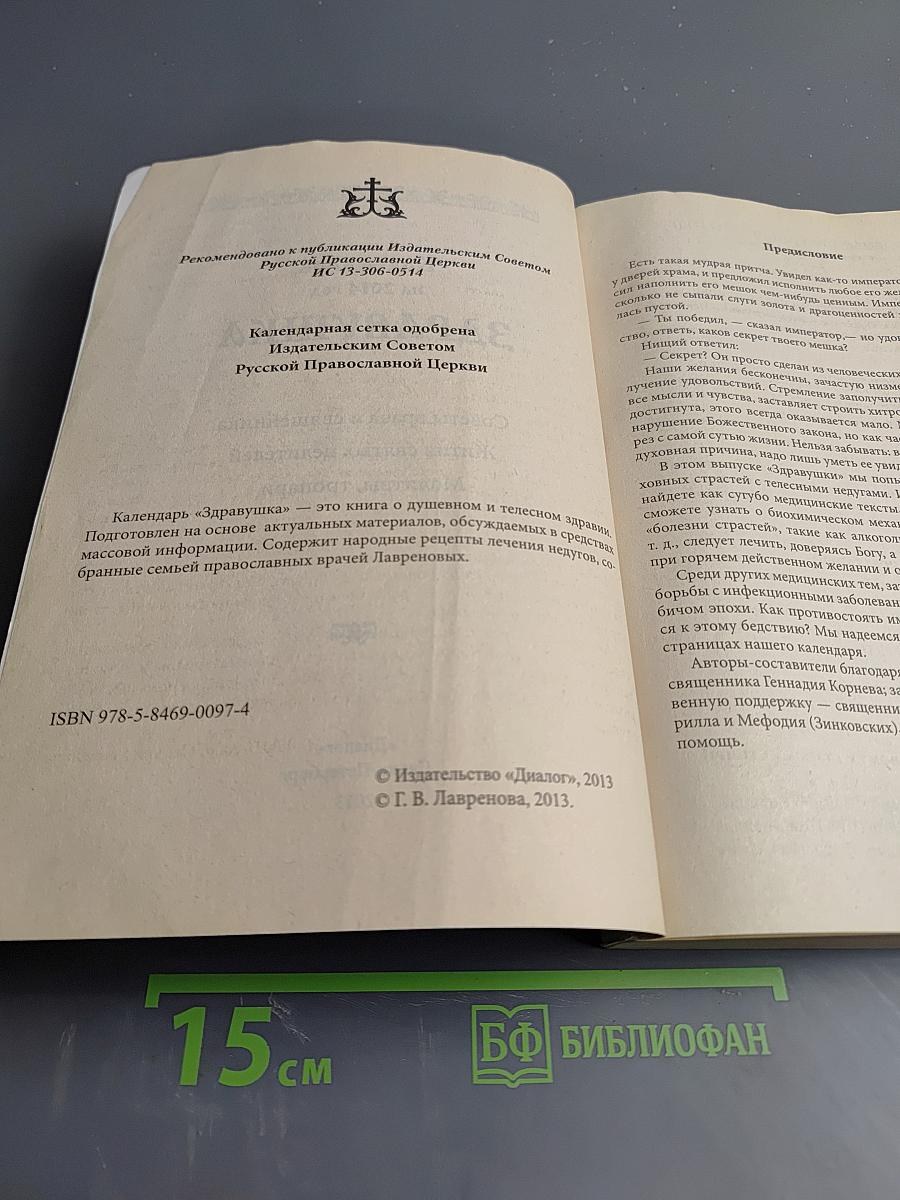 Рекомендовано к публикации Издательским Советом
Русской Православной Церкви
ИС 13-306-0514
Календарная сетка одобрена
Издательским Советом
Русской Православной Церкви
Календарь «Здравушка» — это книга о душевном и телесном здравии.
Подготовлен на основе актуальных материалов, обсуждаемых в средствах
массовой информации. Содержит народные рецепты лечения недугов, со-
бранные семьей православных врачей Лавреновых.
ISBN 978-5-8469-0097-4
© Издательство «Диалог», 2013
© Г. В. Лавренова, 2013.
Предисловие
Есть такая мудрая притча. Увидел как-то императо
у дверей храма, и предложил исполнить любое его же
сил наполнить его мешок чем-нибудь ценным. Импе
сколько не сыпали слуги золота и драгоценностей
лась пустой.
— Ты победил, — сказал император,— но удо
ство, ответь, каков секрет твоего мешка?
Нищий ответил:
— Секрет? Он просто сделан из человеческих
Наши желания бесконечны, зачастую низме
лучение удовольствий. Стремление заполучить
все мысли и чувства, заставляет строить хитро
достигнута, этого всегда оказывается мало.
нарушение Божественного закона, но как ча
рез с самой сутью жизни. Нельзя забывать: в
духовная причина, надо лишь уметь ее увид
В этом выпуске «Здравушки» мы попы
ховных страстей с телесными недугами. И
найдете как сугубо медицинские тексты.
сможете узнать о биохимическом механ
«болезни страстей», такие как алкогол
т. д., следует лечить, доверяясь Богу, а
при горячем действенном желании и с
Среди других медицинских тем, за
борьбы с инфекционными заболеван
бичом эпохи. Как противостоять им
ся к этому бедствию? Мы надеемся
страницах нашего календаря.
Авторы-составители благодаря
священника Геннадия Корнева; за
венную поддержку — священни
рилла и Мефодия (Зинковских)
помощь.
15 см
БФ БИБЛИОФАН